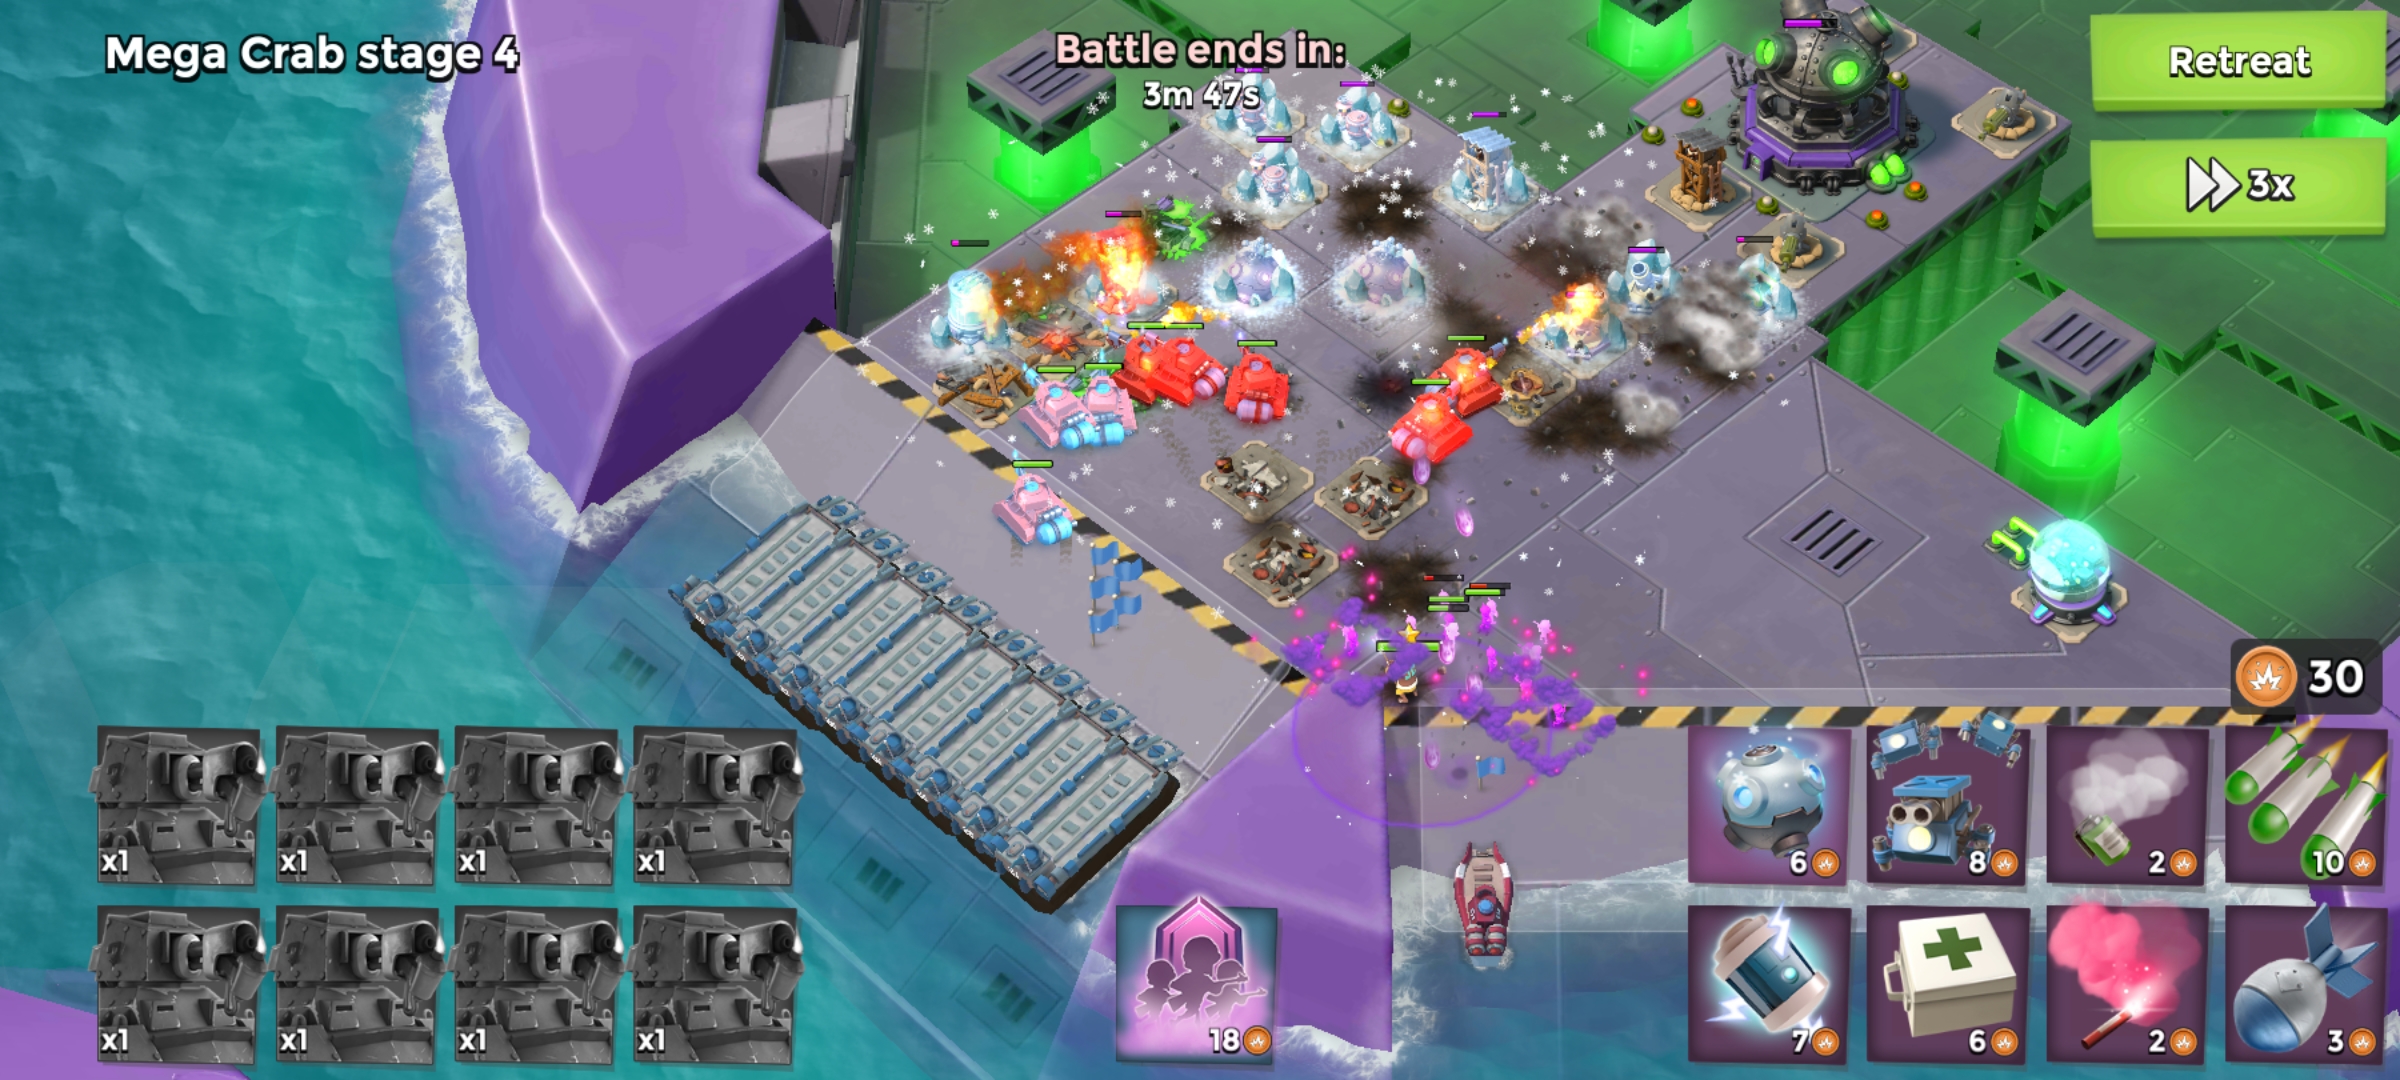 Mega Crab stage 4
Battle ends in:
3m 47s
Retreat
3x
30
x1
x1
x1
x1
6
8
2
10
x1
x1
x1
x1
18
7
6
2
3